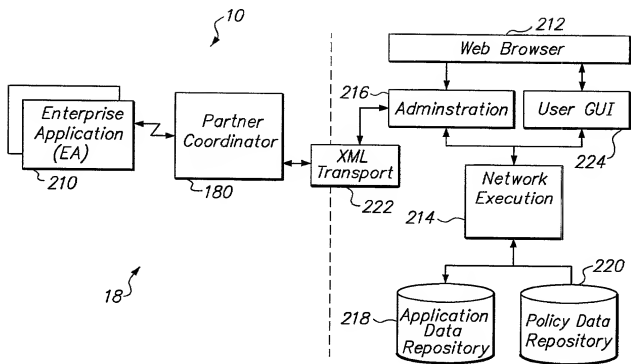 10
212
Web Browser
216
Adminstration
User GUI
224
Enterprise
Application
(EA)
210
Partner
Coordinator
180
XML
Transport
222
Network
Execution
214
18
218
Application
Data
Repository
220
Policy Data
Repository